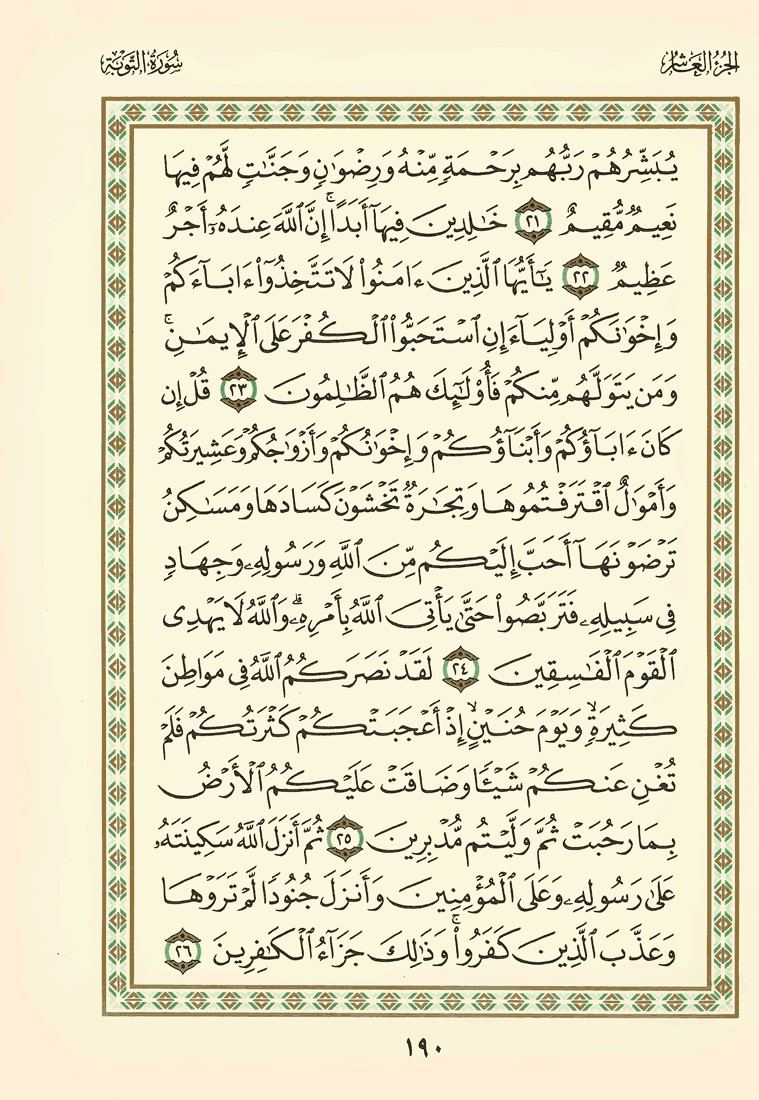 الجزء العاشر
سورة التوبة
يُبَشِّرُهُمْ رَبُّهُم بِرَحْمَةٍ مِّنْهُ وَرِضْوَٰنٍ وَجَنَّٰتٍ لَّهُمْ فِيهَا
نَعِيمٌ مُّقِيمٌ ٢١ خَٰلِدِينَ فِيهَآ أَبَدًاۚ إِنَّ ٱللَّهَ عِندَهُۥٓ أَجْرٌ
عَظِيمٌ ٢٢ يَٰٓأَيُّهَا ٱلَّذِينَ ءَامَنُوا۟ لَا تَتَّخِذُوٓا۟ ءَابَآءَكُمْ
وَإِخْوَٰنَكُمْ أَوْلِيَآءَ إِنِ ٱسْتَحَبُّوا۟ ٱلْكُفْرَ عَلَى ٱلْإِيمَٰنِۚ
وَمَن يَتَوَلَّهُم مِّنكُمْ فَأُو۟لَٰٓئِكَ هُمُ ٱلظَّٰلِمُونَ ٢٣ قُلْ إِن
كَانَ ءَابَآؤُكُمْ وَأَبْنَآؤُكُمْ وَإِخْوَٰنُكُمْ وَأَزْوَٰجُكُمْ وَعَشِيرَتُكُمْ
وَأَمْوَٰلٌ ٱقْتَرَفْتُمُوهَا وَتِجَٰرَةٌ تَخْشَوْنَ كَسَادَهَا وَمَسَٰكِنُ
تَرْضَوْنَهَآ أَحَبَّ إِلَيْكُم مِّنَ ٱللَّهِ وَرَسُولِهِۦ وَجِهَادٍ
فِى سَبِيلِهِۦ فَتَرَبَّصُوا۟ حَتَّىٰ يَأْتِىَ ٱللَّهُ بِأَمْرِهِۦۗ وَٱللَّهُ لَا يَهْدِى
ٱلْقَوْمَ ٱلْفَٰسِقِينَ ٢٤ لَقَدْ نَصَرَكُمُ ٱللَّهُ فِى مَوَاطِنَ
كَثِيرَةٍۙ وَيَوْمَ حُنَيْنٍۙ إِذْ أَعْجَبَتْكُمْ كَثْرَتُكُمْ فَلَمْ
تُغْنِ عَنكُمْ شَيْـًٔا وَضَاقَتْ عَلَيْكُمُ ٱلْأَرْضُ
بِمَا رَحُبَتْ ثُمَّ وَلَّيْتُم مُّدْبِرِينَ ٢٥ ثُمَّ أَنزَلَ ٱللَّهُ سَكِينَتَهُۥ
عَلَىٰ رَسُولِهِۦ وَعَلَى ٱلْمُؤْمِنِينَ وَأَنزَلَ جُنُودًا لَّمْ تَرَوْهَا
وَعَذَّبَ ٱلَّذِينَ كَفَرُوا۟ۚ وَذَٰلِكَ جَزَآءُ ٱلْكَٰفِرِينَ ٢٦
١٩٠